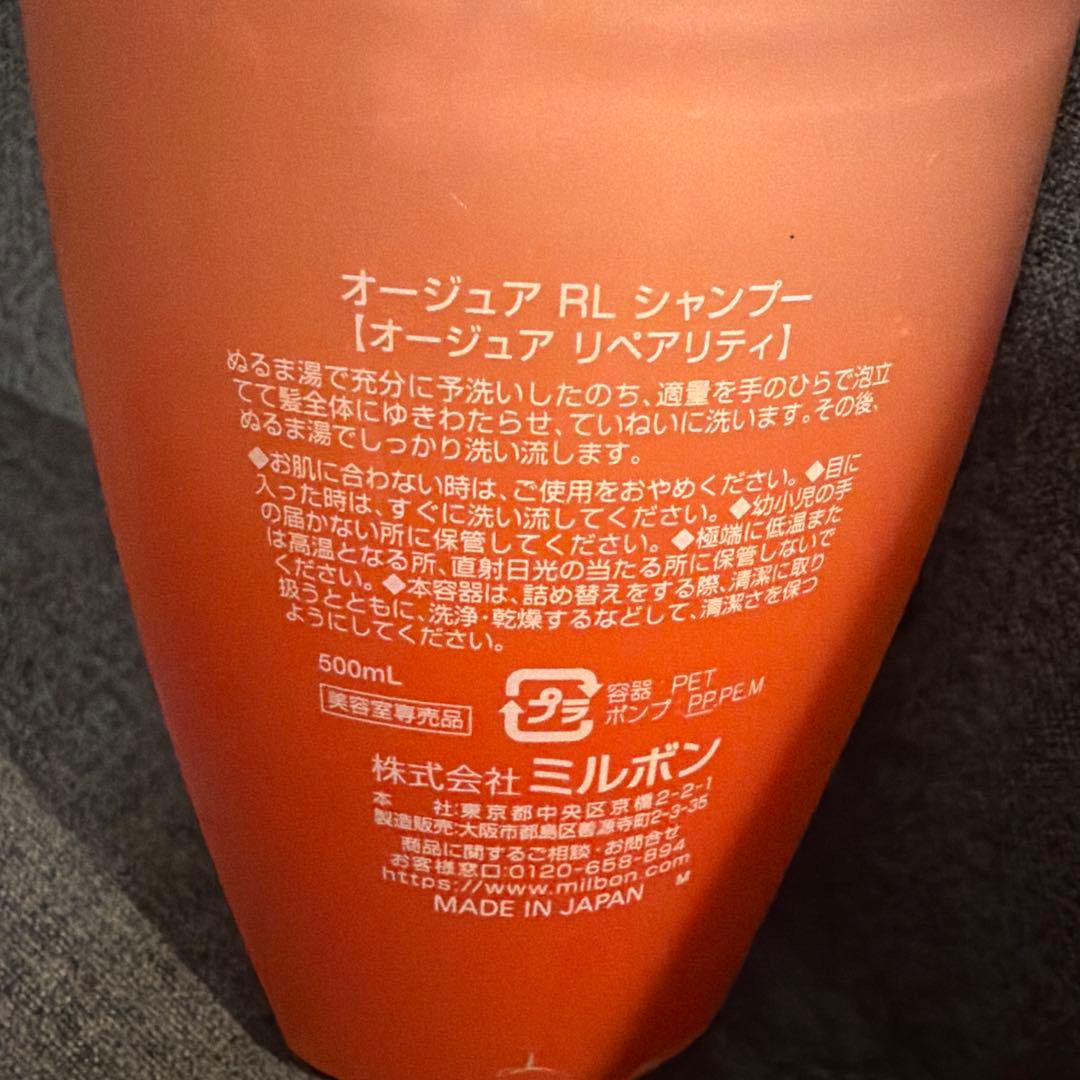 オージュア RL シャンプー
【オージュア リペアリティ】
ぬるま湯で充分に予洗いしたのち、適量を手のひらで泡立
てて髪全体にゆきわたらせ、ていねいに洗います。その後、
ぬるま湯でしっかり洗い流します。
◆お肌に合わない時は、ご使用をおやめください。◆目に
入った時は、すぐに洗い流してください。◆幼小児の手
の届かない所に保管してください。◆極端に低温また
は高温となる所、直射日光の当たる所に保管しないで
ください。◆本容器は、詰め替えをする際、清潔に取り
扱うとともに、洗浄・乾燥するなどして、清潔さを保つ
ようにしてください。
500mL
美容室専売品
プラ
容器：PET
ポンプ：PP,PE,M
株式会社 ミルボン
本 社:東京都中央区京橋2-2-1
製造販売:大阪市都島区善源寺町2-3-35
商品に関するご相談・お問合せ
お客様窓口:0120-658-894
https://www.milbon.com
M
MADE IN JAPAN